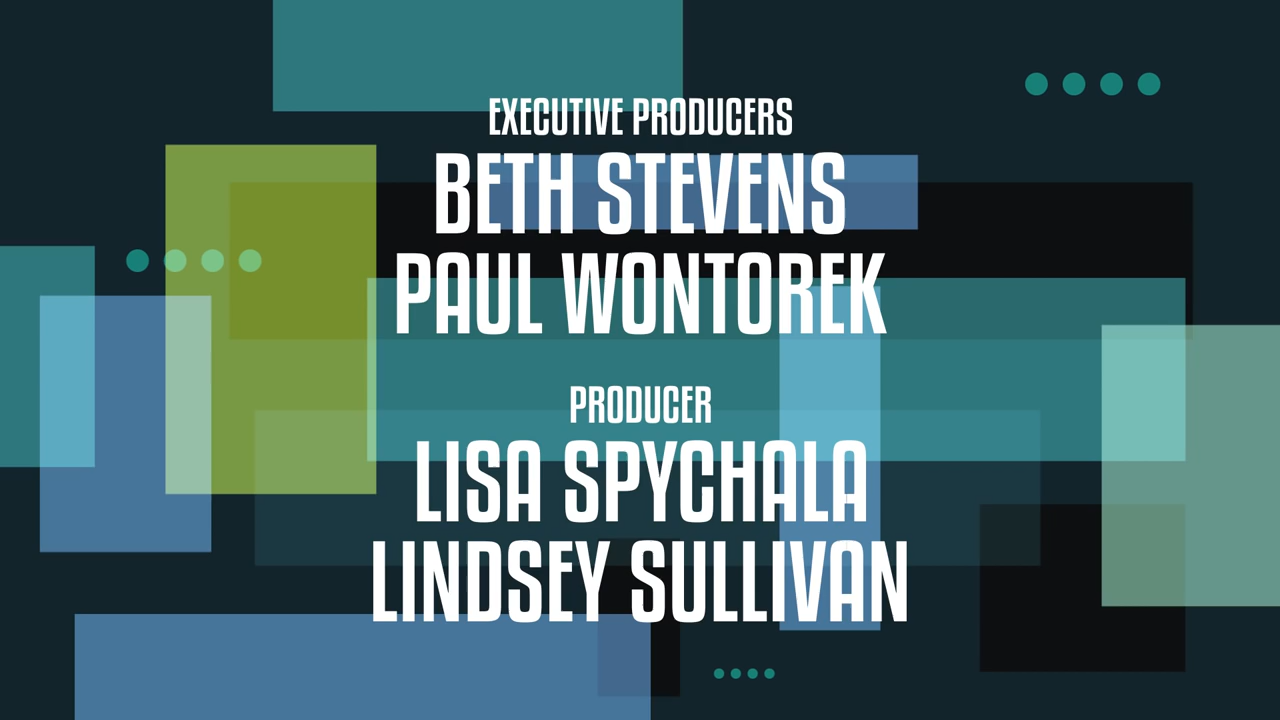 EXECUTIVE PRODUCERS
BETH STEVENS
PAUL WONTOREK
PRODUCER
LISA SPYCHALA
LINDSEY SULLIVAN